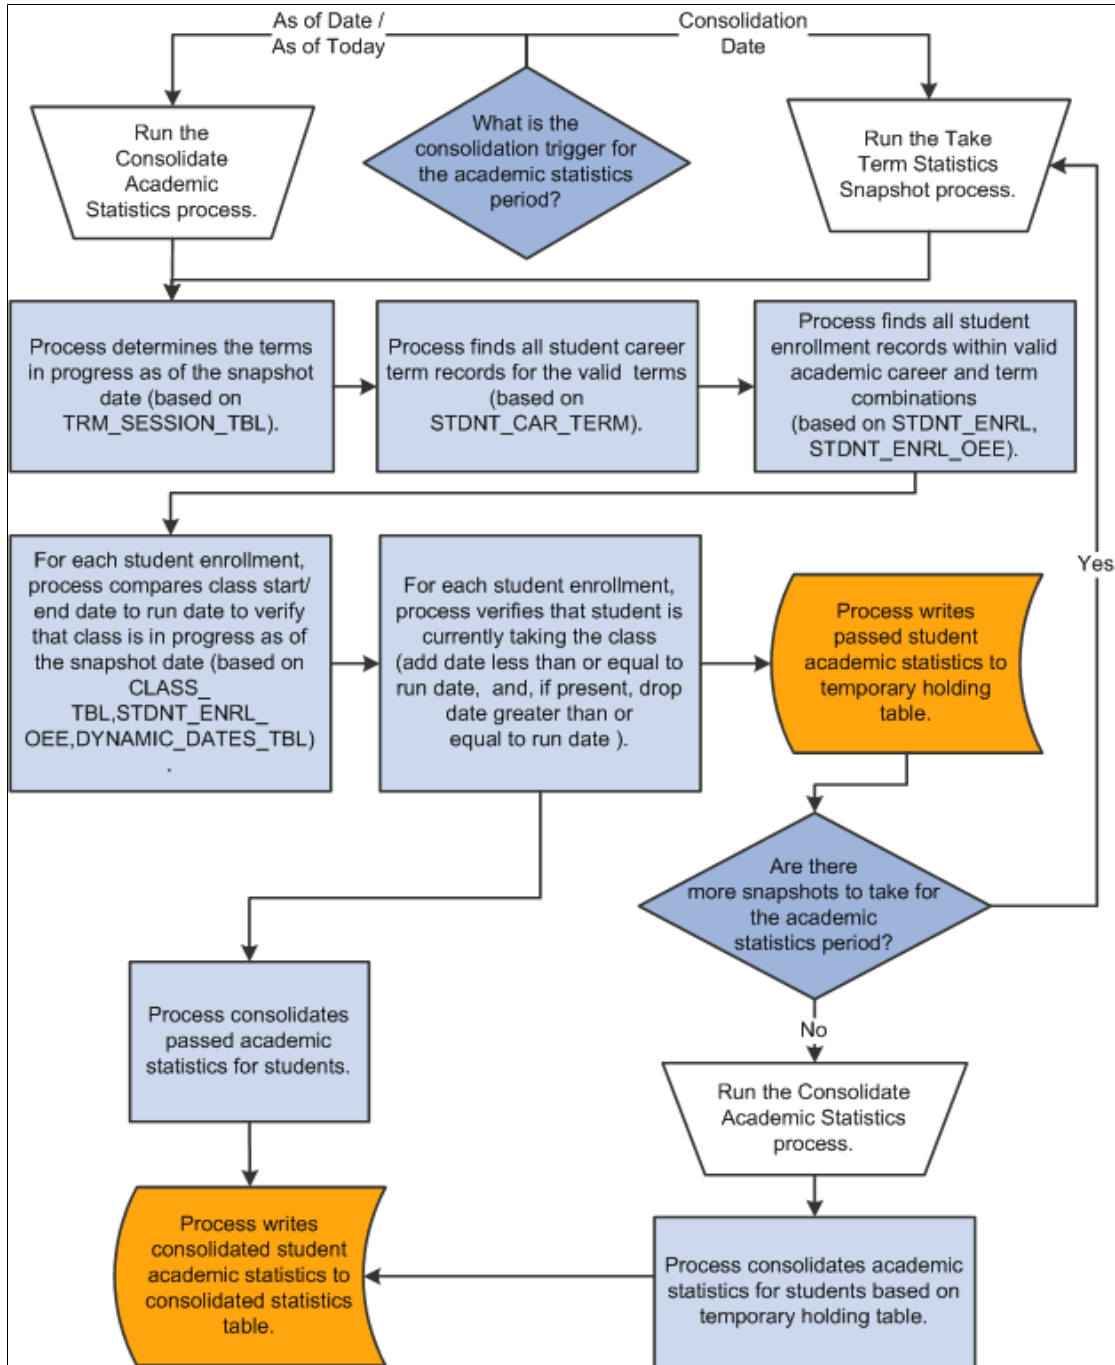 As of Date /
As of Today
Consolidation
Date
What is the
consolidation trigger for
the academic statistics
period?
Run the
Consolidate
Academic
Statistics process.
Run the Take
Term Statistics
Snapshot process.
Process determines the terms
in progress as of the snapshot
date (based on
TRM_SESSION_TBL).
Process finds all student career
term records for the valid terms
(based on
STDNT_CAR_TERM).
Process finds all student
enrollment records within valid
academic career and term
combinations
(based on STDNT_ENRL,
STDNT_ENRL_OEE).
For each student enrollment,
process compares class start/
end date to run date to verify
that class is in progress as of
the snapshot date (based on
CLASS_
TBL,STDNT_ENRL_
OEE,DYNAMIC_DATES_TBL)
.
For each student enrollment,
process verifies that student is
currently taking the class
(add date less than or equal to
run date, and, if present, drop
date greater than or
equal to run date ).
Process writes
passed student
academic statistics to
temporary holding
table.
Yes
Are there
more snapshots to take for
the academic
statistics period?
No
Process consolidates
passed academic
statistics for students.
Run the Consolidate
Academic Statistics
process.
Process writes
consolidated student
academic statistics to
consolidated statistics
table.
Process consolidates academic
statistics for students based on
temporary holding table.